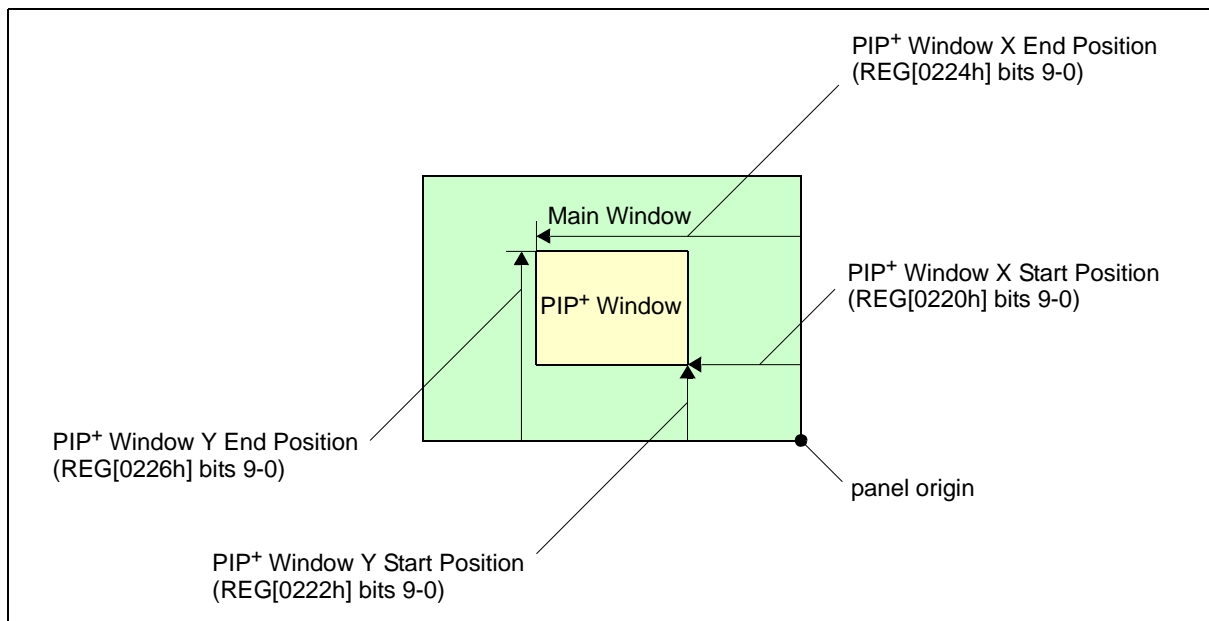 PIP+ Window X End Position
(REG[0224h] bits 9-0)
Main Window
PIP+ Window X Start Position
(REG[0220h] bits 9-0)
PIP+ Window
PIP+ Window Y End Position
(REG[0226h] bits 9-0)
panel origin
PIP+ Window Y Start Position
(REG[0222h] bits 9-0)